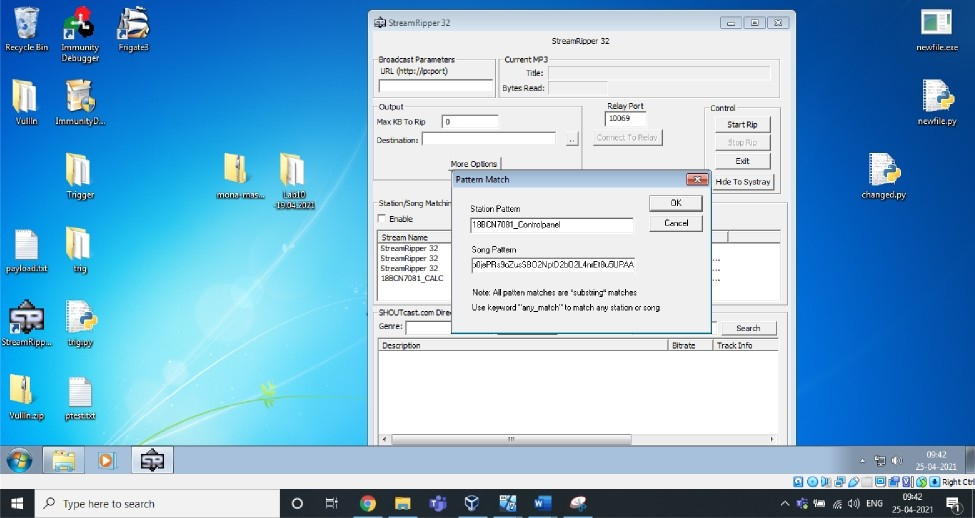 Recycle Bin
Immunity Debugger
Frigate3
Vulln
ImmunityD...
Trigger
mona-mas...
Lab10 -19.04.2021
payload.txt
trig
StreamRipp...
trig.py
Vulln.zip
ptest.txt
newfile.exe
newfile.py
changed.py
StreamRipper 32
StreamRipper 32
Broadcast Parameters
URL (http://ip:port)
Current MP3
Title:
Bytes Read:
Output
Max KB To Rip
0
Destination:
..
More Options
Relay Port
10069
Connect To Relay
Control
Start Rip
Stop Rip
Exit
Hide To Systray
Pattern Match
Station Pattern
18BCN7081_Controlpanel
Song Pattern
OK
Cancel
Note: All patten matches are "substring" matches
Use keyword "any_match" to match any station or song
Station/Song Matchin
Enable
Stream Name
StreamRipper 32
StreamRipper 32
StreamRipper 32
18BCN7081_CALC
...
...
SHOUTcast.com Dire
Genre:
Search
Description
Bitrate
Track Info
09:42
25-04-2021
Right Ctrl
Type here to search
ENG
09:42
25-04-2021
1